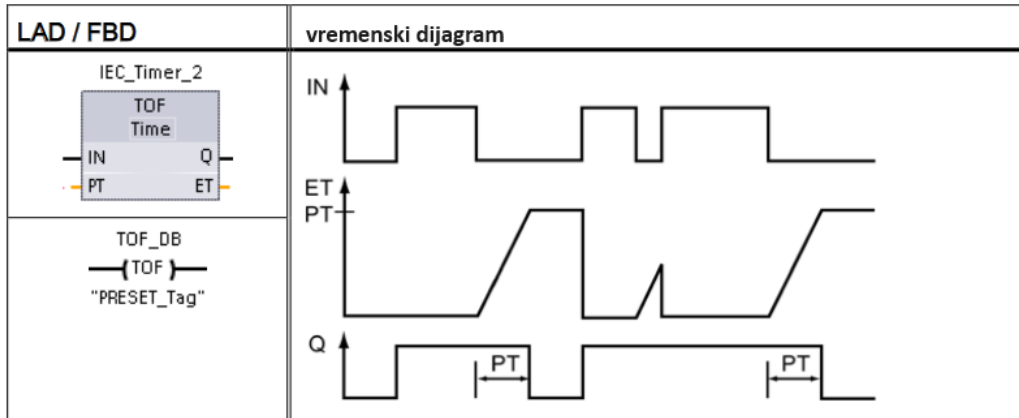 LAD / FBD
vremenski dijagram
IEC_Timer_2
TOF
Time
IN Q
PT ET
TOF_DB
( TOF )
"PRESET_Tag"
IN
ET
PT
Q
PT
PT